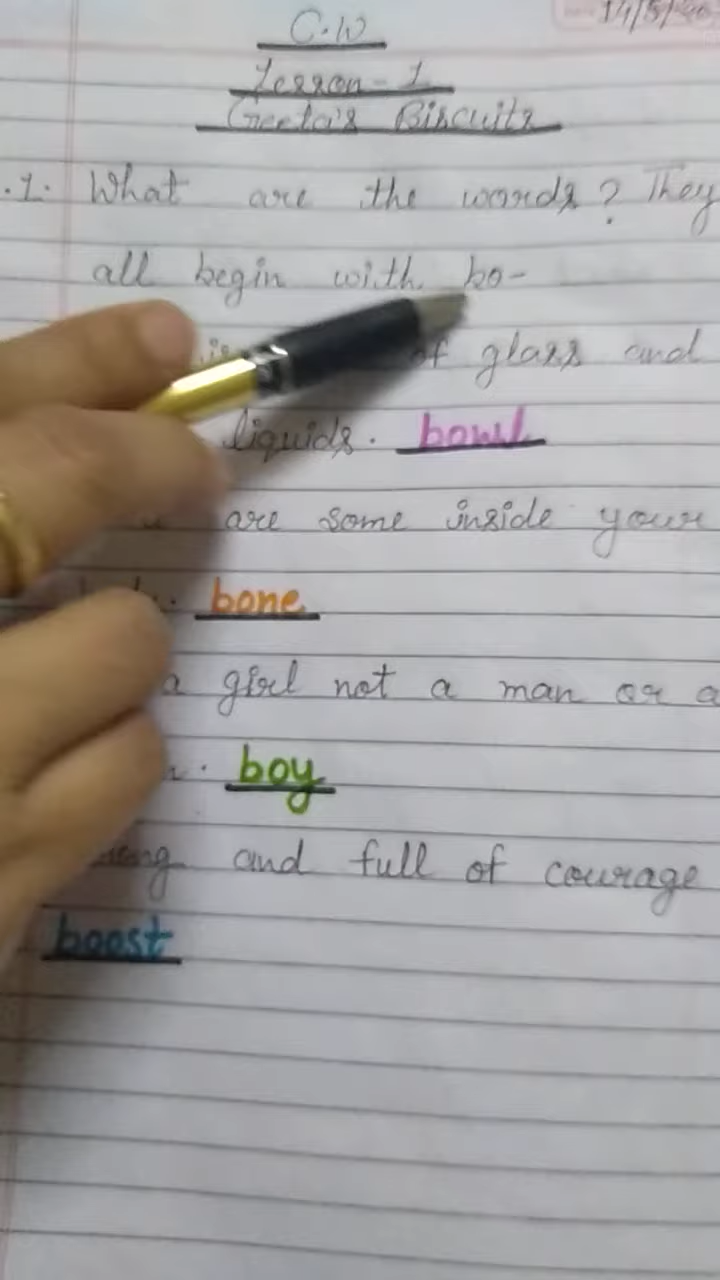 C.W
Lesson - 1
Geeta's Biscuits
.1. What are the words? They
all begin with bo-
of glass and
liquids. bowl
are some inside your
bone
a girl not a man or a
boy
and full of courage
boost